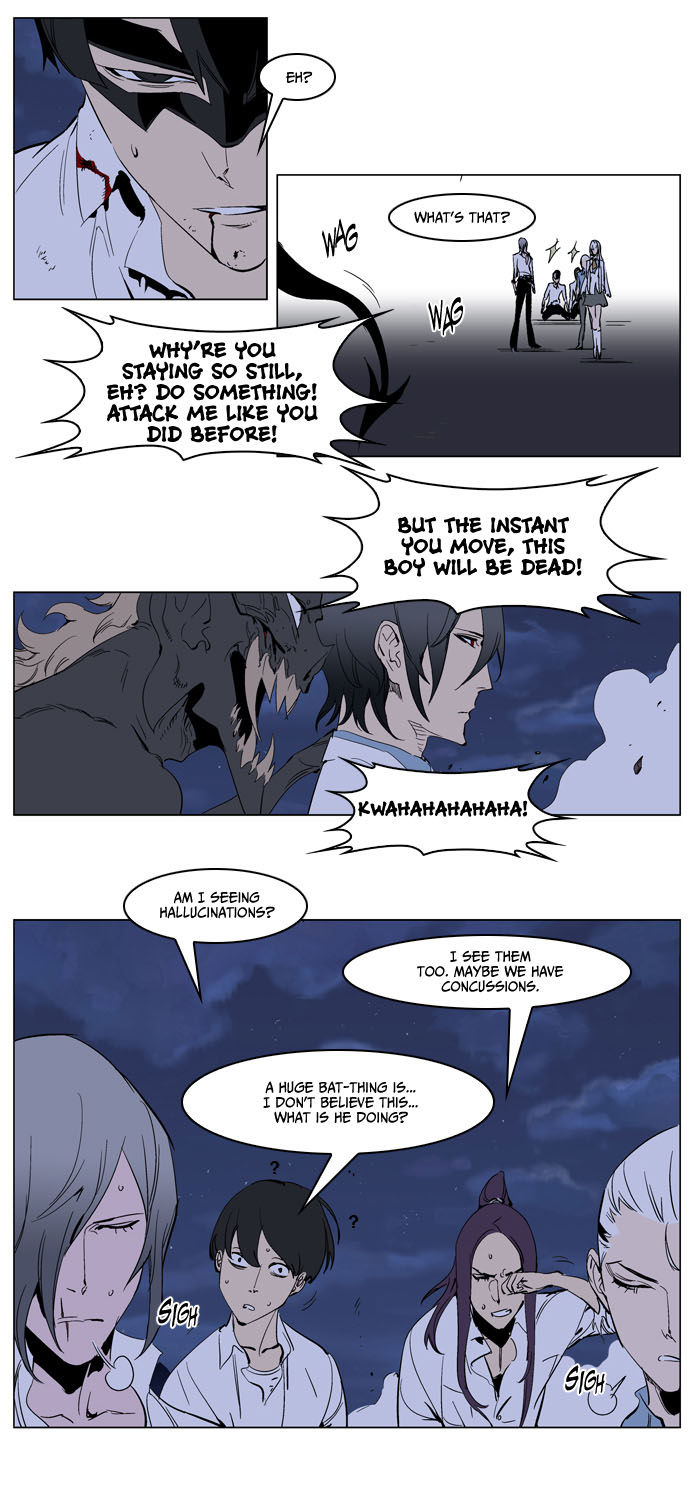 EH?
WHAT'S THAT?
WAG
WAG
WHY'RE YOU
STAYING SO STILL,
EH? DO SOMETHING!
ATTACK ME LIKE YOU
DID BEFORE!
BUT THE INSTANT
YOU MOVE, THIS
BOY WILL BE DEAD!
KWAHAHAHAHAHA!
AM I SEEING
HALLUCINATIONS?
I SEE THEM
TOO. MAYBE WE HAVE
CONCUSSIONS.
A HUGE BAT-THING IS...
I DON'T BELIEVE THIS...
WHAT IS HE DOING?
?
?
SIGH
SIGH